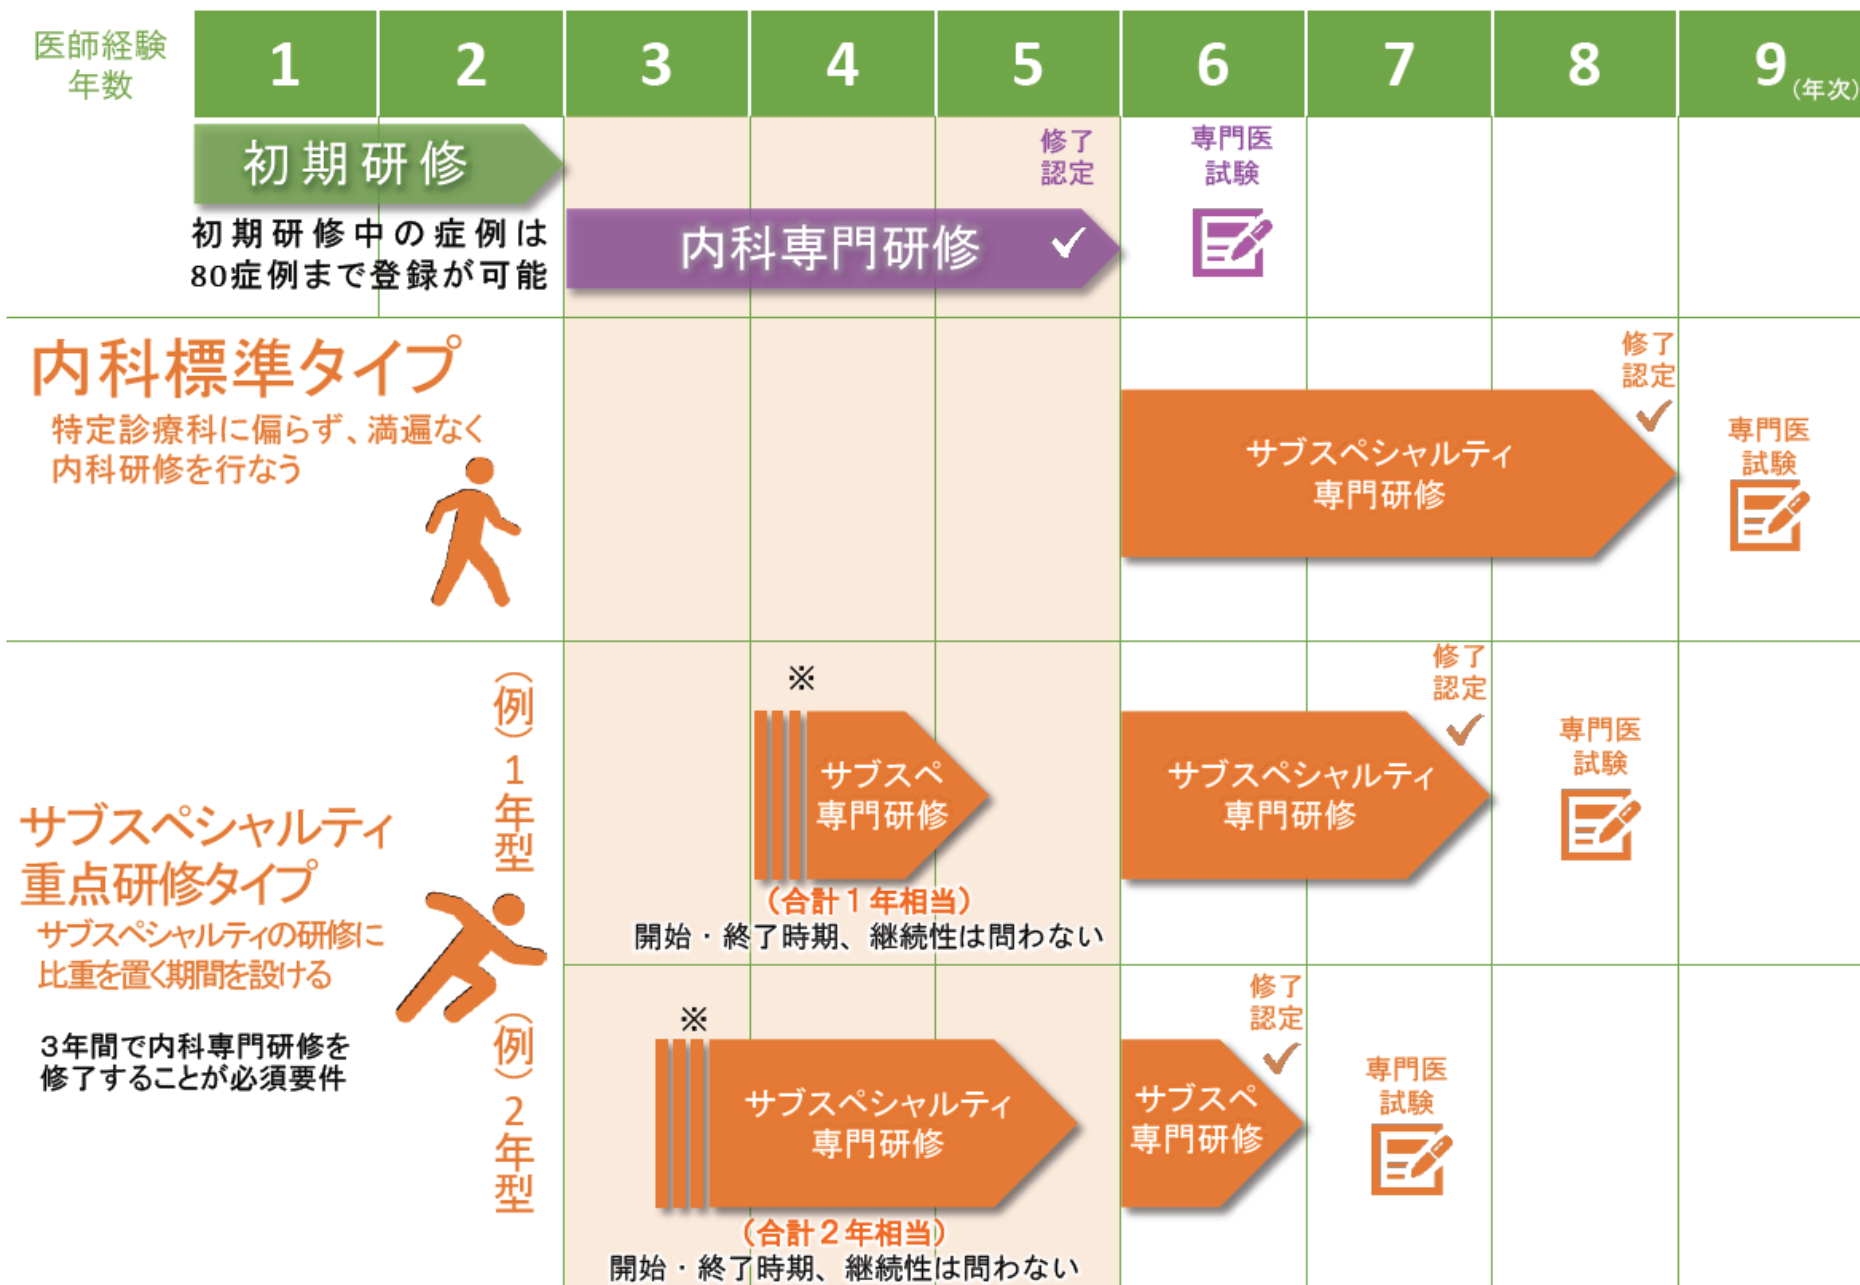 医師経験
年数
1
2
3
4
5
6
7
8
9(年次)
初期研修
初期研修中の症例は
80症例まで登録が可能
修了
認定
内科専門研修
専門医
試験
内科標準タイプ
特定診療科に偏らず、満遍なく
内科研修を行なう
サブスペシャルティ
専門研修
修了
認定
専門医
試験
サブスペシャルティ
重点研修タイプ
サブスペシャルティの研修に
比重を置く期間を設ける
3年間で内科専門研修を
修了することが必須要件
(例)1年型
※
サブスペ
専門研修
(合計1年相当)
開始・終了時期、継続性は問わない
サブスペシャルティ
専門研修
修了
認定
専門医
試験
(例)2年型
※
サブスペシャルティ
専門研修
(合計2年相当)
開始・終了時期、継続性は問わない
サブスペ
専門研修
修了
認定
専門医
試験